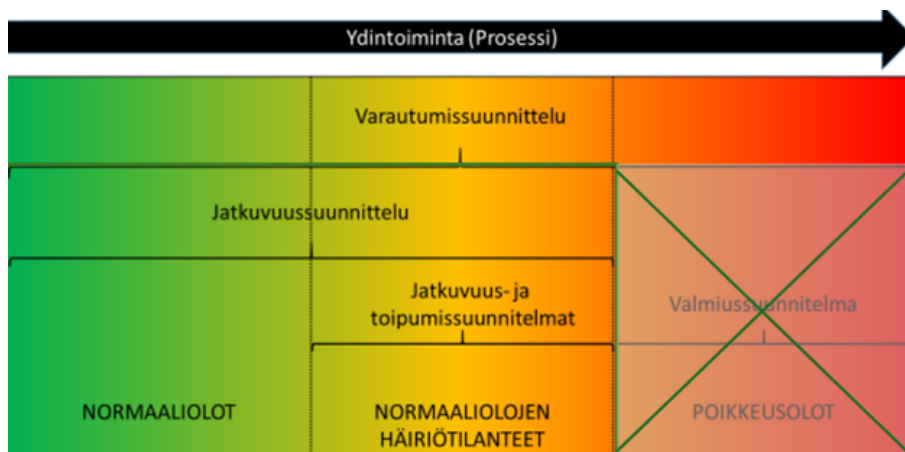 Ydintoiminta (Prosessi)
Varautumissuunnittelu
Jatkuvuussuunnittelu
Jatkuvuus- ja
toipumissuunnitelmat
Valmiussuunnitelma
NORMAALIOLOT
NORMAALIOLOJEN
HÄIRIÖTILANTEET
POIKKEUSOLOT